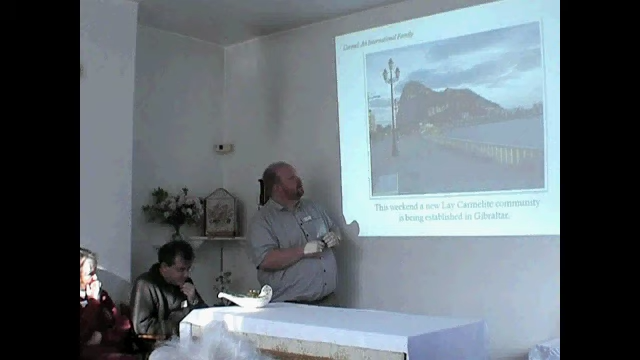 Carmel: An International Family
This weekend a new Lay Carmelite community
is being established in Gibraltar.